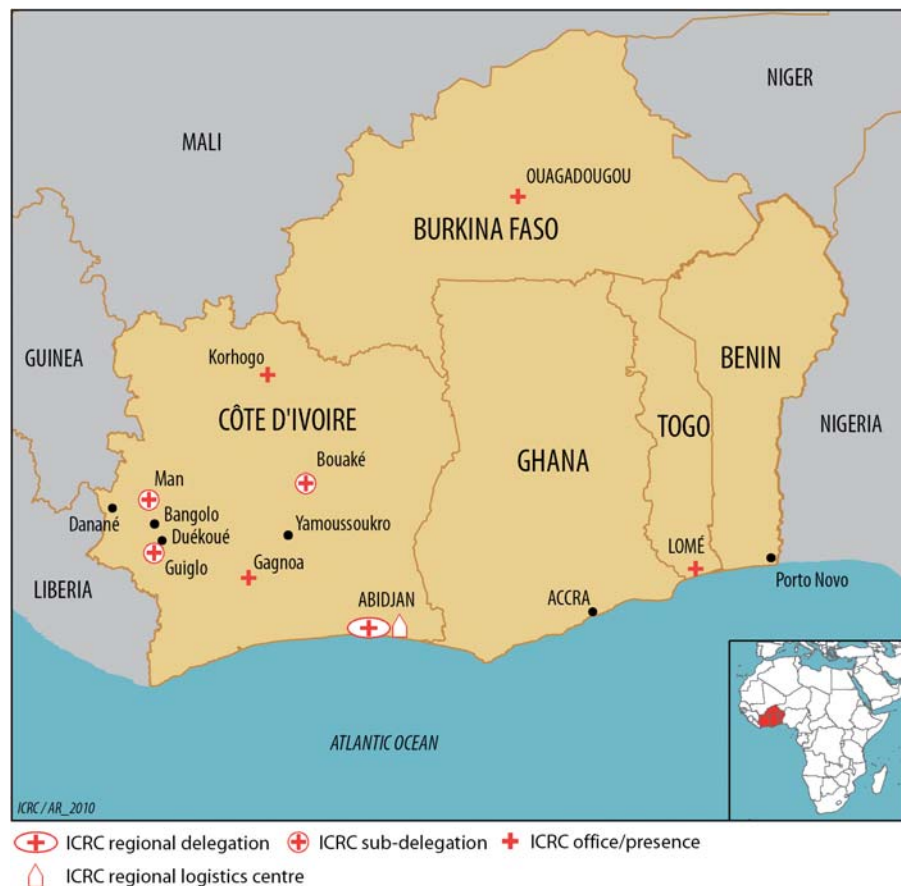 NIGER
MALI
OUAGADOUGOU
BURKINA FASO
GUINEA
Korhogo
BENIN
CÔTE D'IVOIRE
TOGO
NIGERIA
GHANA
Bouaké
Man
Danané
Bangolo
Yamoussoukro
Duékoué
LOMÉ
Guiglo
Gagnoa
Porto Novo
LIBERIA
ABIDJAN
ACCRA
ATLANTIC OCEAN
ICRC / AR_2010
ICRC regional delegation ICRC sub-delegation ICRC office/presence
ICRC regional logistics centre